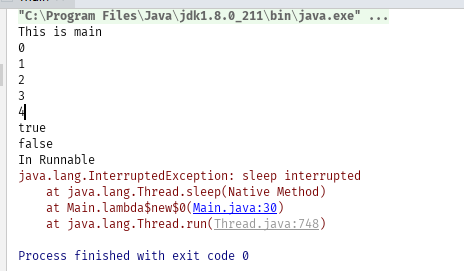 "C:\Program Files\Java\jdk1.8.0_211\bin\java.exe" ...
This is main
0
1
2
3
4
true
false
In Runnable
java.lang.InterruptedException: sleep interrupted
    at java.lang.Thread.sleep(Native Method)
    at Main.lambda$new$0(Main.java:30)
    at java.lang.Thread.run(Thread.java:748)

Process finished with exit code 0